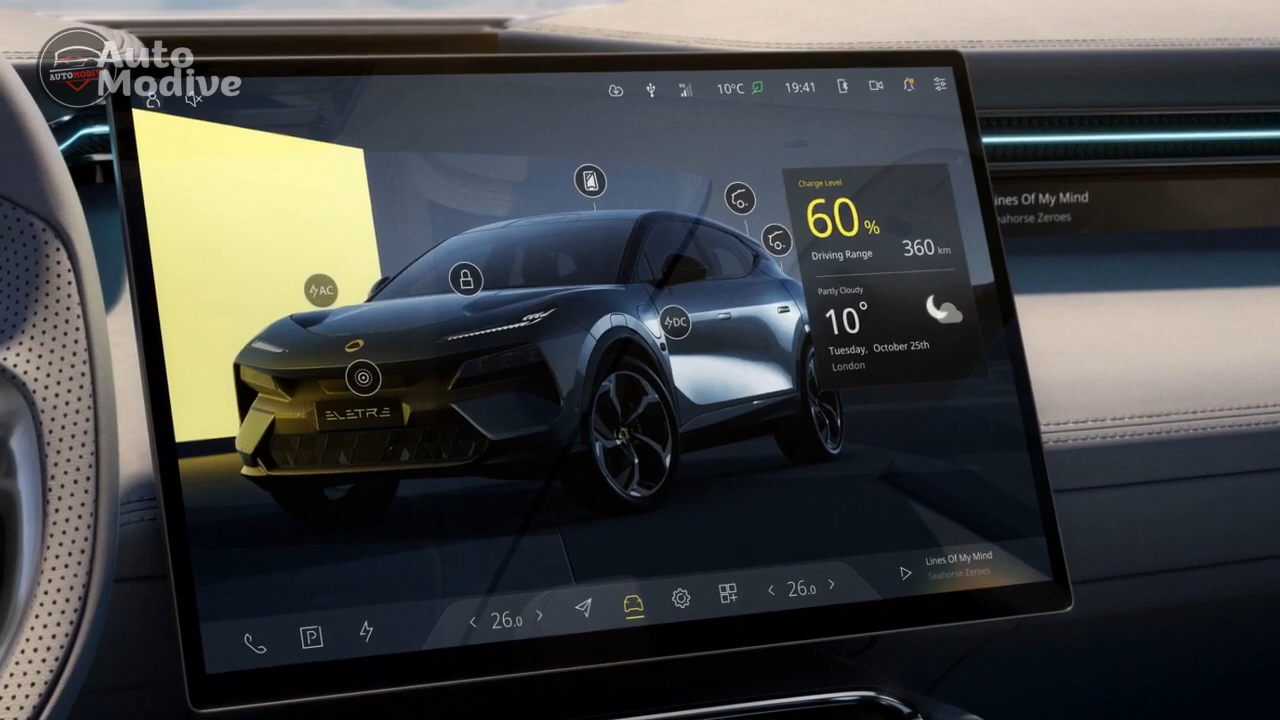 Auto
Modive
AUTOMODIVE
10°C
19:41
Charge Level
60 %
Driving Range 360 km
Partly Cloudy
10°
Tuesday, October 25th
London
AC
DC
ELETRE
Lines Of My Mind
Seahorse Zeroes
Lines Of My Mind
Seahorse Zeroes
P
< 26.0 >
< 26.0 >